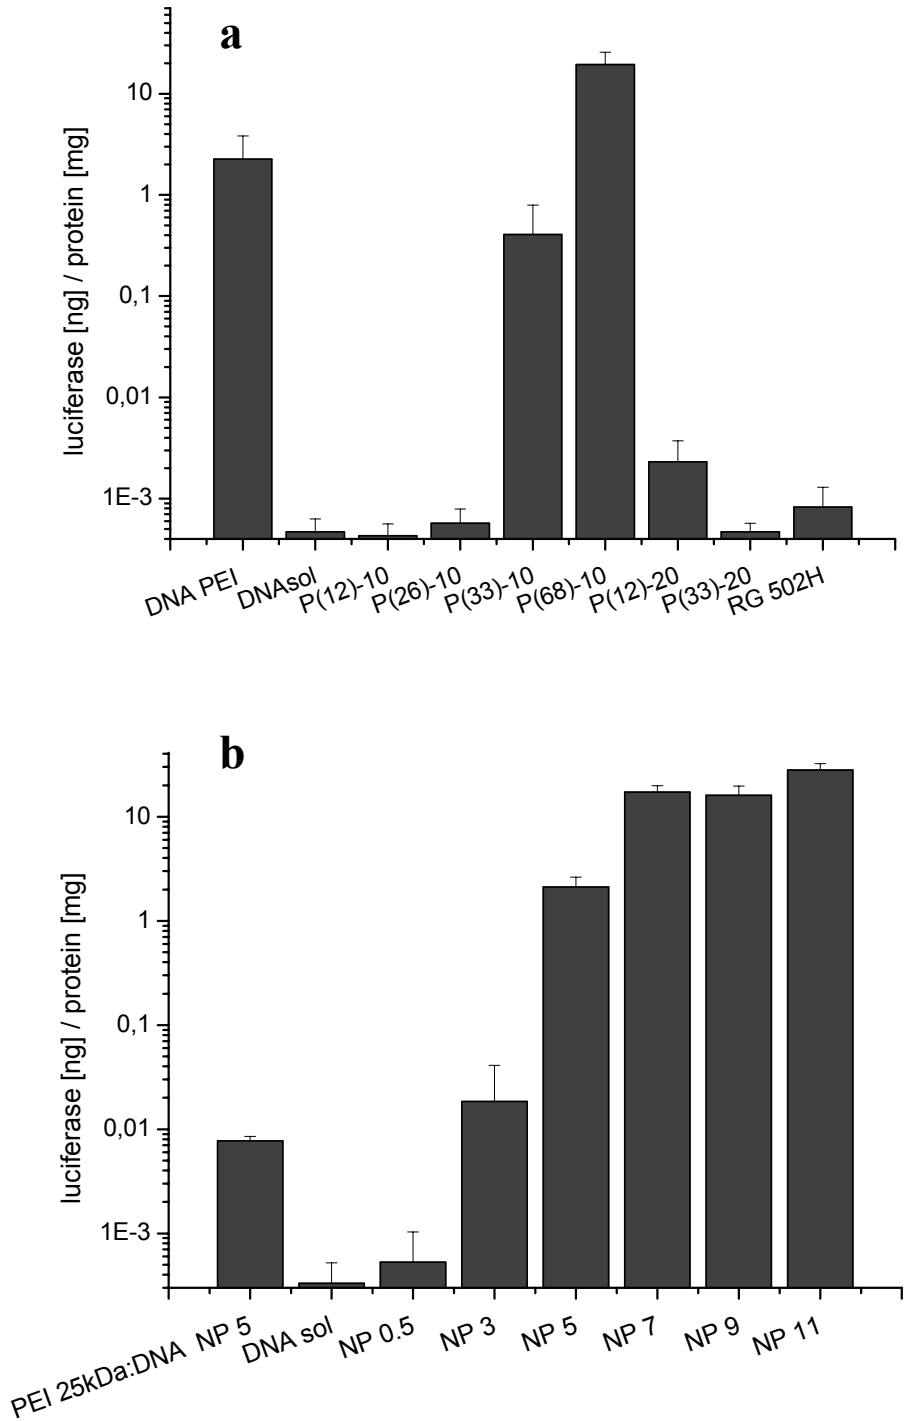 a
luciferase [ng] / protein [mg]
10
1
0,1
0,01
1E-3
DNA PEI
DNAsol
P(12)-10
P(26)-10
P(33)-10
P(68)-10
P(12)-20
P(33)-20
RG 502H
b
luciferase [ng] / protein [mg]
10
1
0,1
0,01
1E-3
PEI 25kDa:DNA NP 5
DNA sol
NP 0.5
NP 3
NP 5
NP 7
NP 9
NP 11